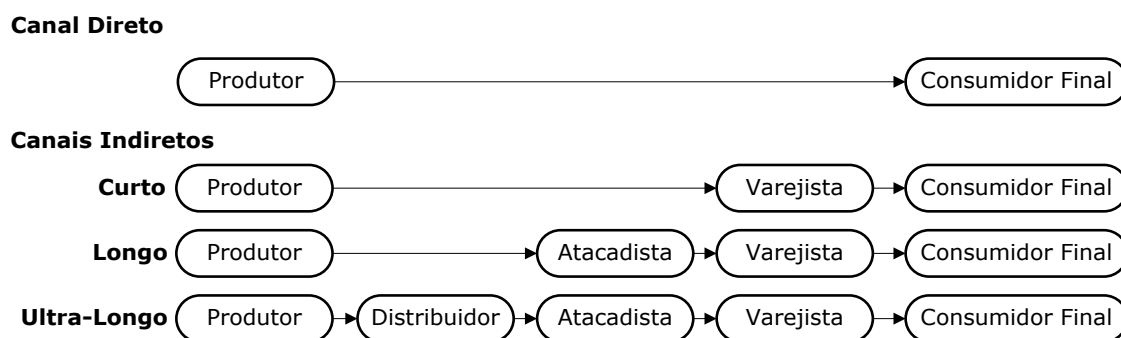 Canal Direto
Produtor Consumidor Final
Canais Indiretos
Curto Produtor Varejista Consumidor Final
Longo Produtor Atacadista Varejista Consumidor Final
Ultra-Longo Produtor Distribuidor Atacadista Varejista Consumidor Final